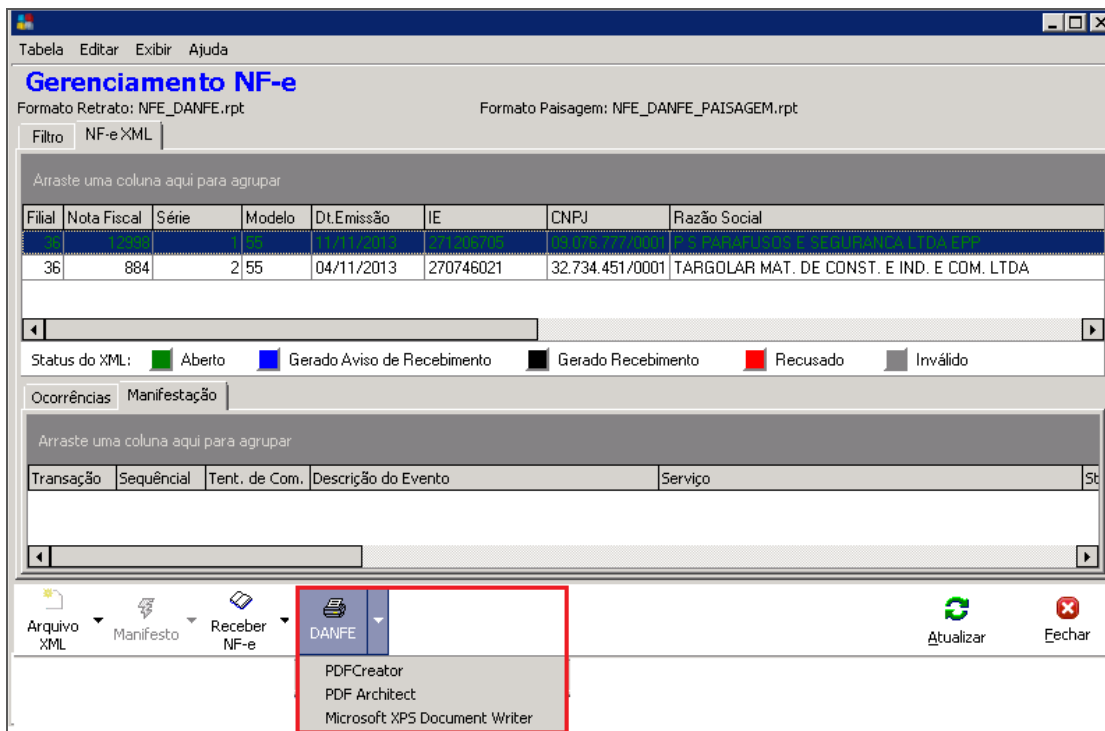 Tabela Editar Exibir Ajuda
Gerenciamento NF-e
Formato Retrato: NFE_DANFE.rpt Formato Paisagem: NFE_DANFE_PAISAGEM.rpt
Filtro NF-e XML
Arraste uma coluna aqui para agrupar
Filial Nota Fiscal Série Modelo Dt.Emissão IE CNPJ Razão Social
36 12998 1 55 11/11/2013 271206705 09.076.777/0001 P S PARAFUSOS E SEGURANCA LTDA EPP
36 884 2 55 04/11/2013 270746021 32.734.451/0001 TARGOLAR MAT. DE CONST. E IND. E COM. LTDA
Status do XML: Aberto Gerado Aviso de Recebimento Gerado Recebimento Recusado Inválido
Ocorrências Manifestação
Arraste uma coluna aqui para agrupar
Transação Sequêncial Tent. de Com. Descrição do Evento Serviço St
Arquivo XML Manifesto Receber NF-e DANFE Atualizar Fechar
PDFCreator
PDF Architect
Microsoft XPS Document Writer